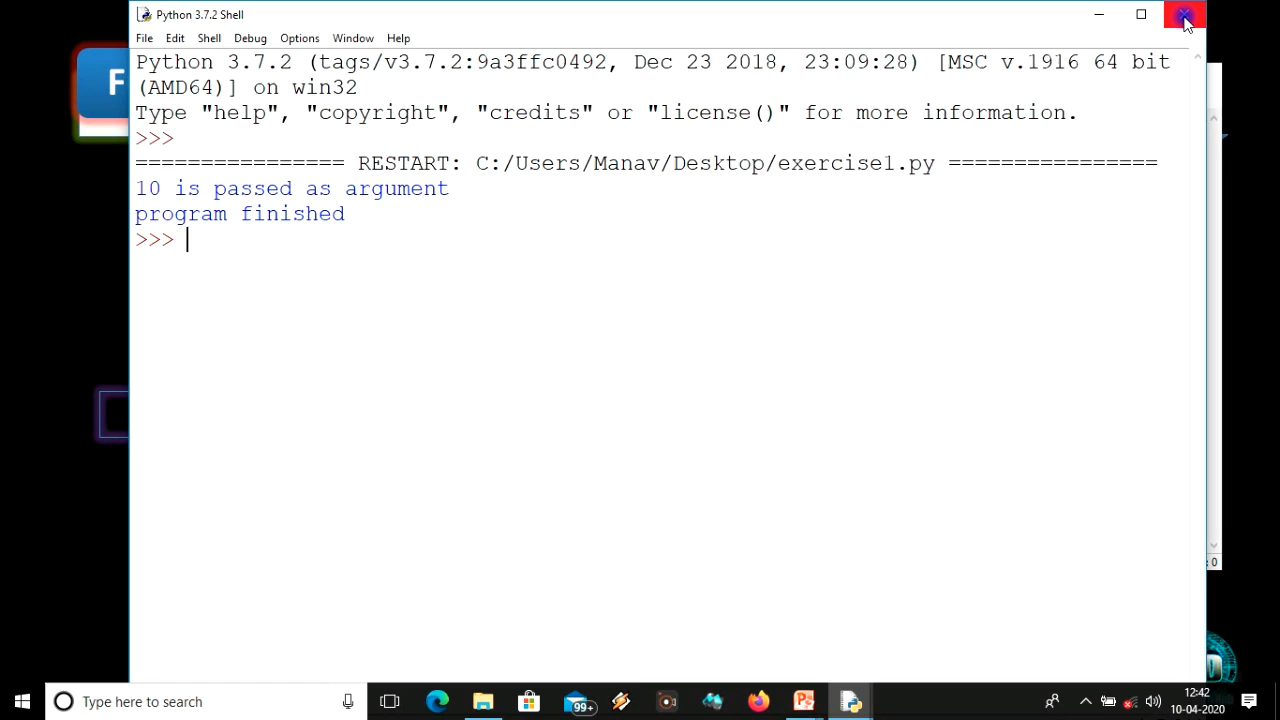 Python 3.7.2 Shell
File Edit Shell Debug Options Window Help
Python 3.7.2 (tags/v3.7.2:9a3ffc0492, Dec 23 2018, 23:09:28) [MSC v.1916 64 bit
(AMD64)] on win32
Type "help", "copyright", "credits" or "license()" for more information.
>>>
================ RESTART: C:/Users/Manav/Desktop/exercise1.py ================
10 is passed as argument
program finished
>>>
F
: 0
Type here to search
99+
12:42
10-04-2020